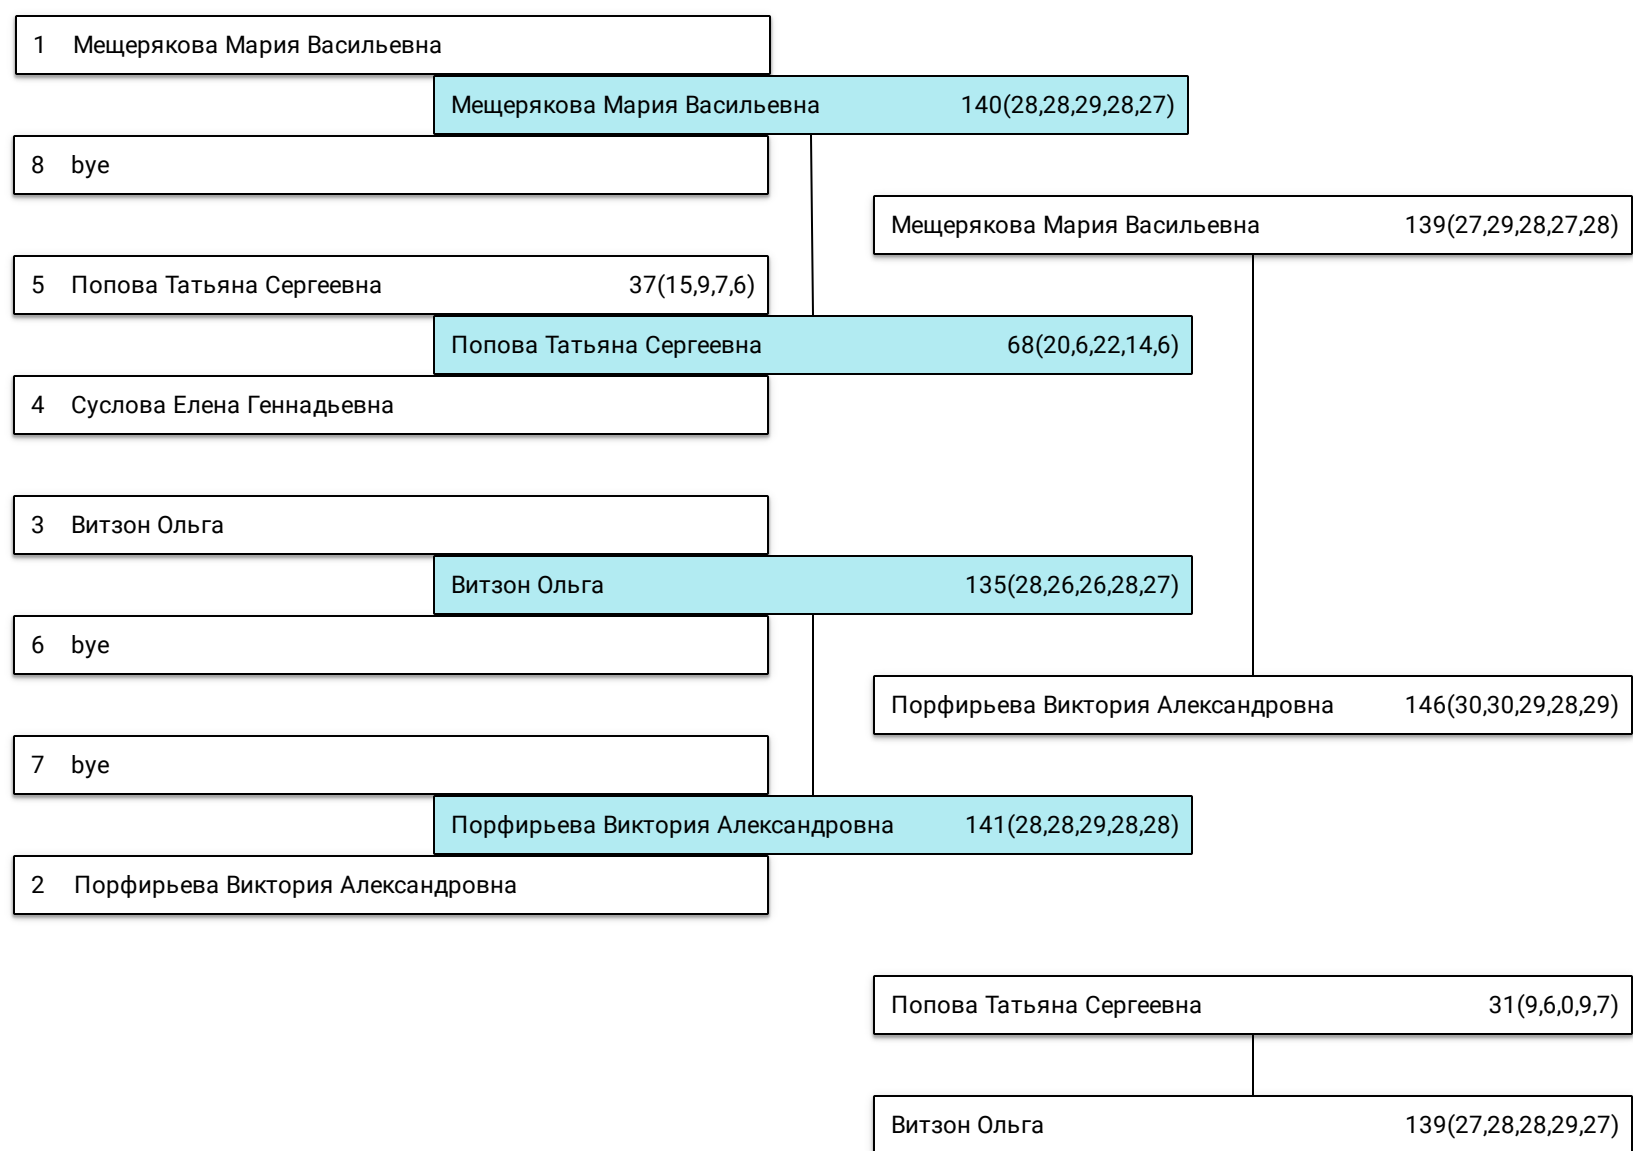 1 Мещерякова Мария Васильевна
Мещерякова Мария Васильевна 140(28,28,29,28,27)
8 bye
Мещерякова Мария Васильевна 139(27,29,28,27,28)
5 Попова Татьяна Сергеевна 37(15,9,7,6)
Попова Татьяна Сергеевна 68(20,6,22,14,6)
4 Суслова Елена Геннадьевна
3 Витзон Ольга
Витзон Ольга 135(28,26,26,28,27)
6 bye
Порфирьева Виктория Александровна 146(30,30,29,28,29)
7 bye
Порфирьева Виктория Александровна 141(28,28,29,28,28)
2 Порфирьева Виктория Александровна
Попова Татьяна Сергеевна 31(9,6,0,9,7)
Витзон Ольга 139(27,28,28,29,27)